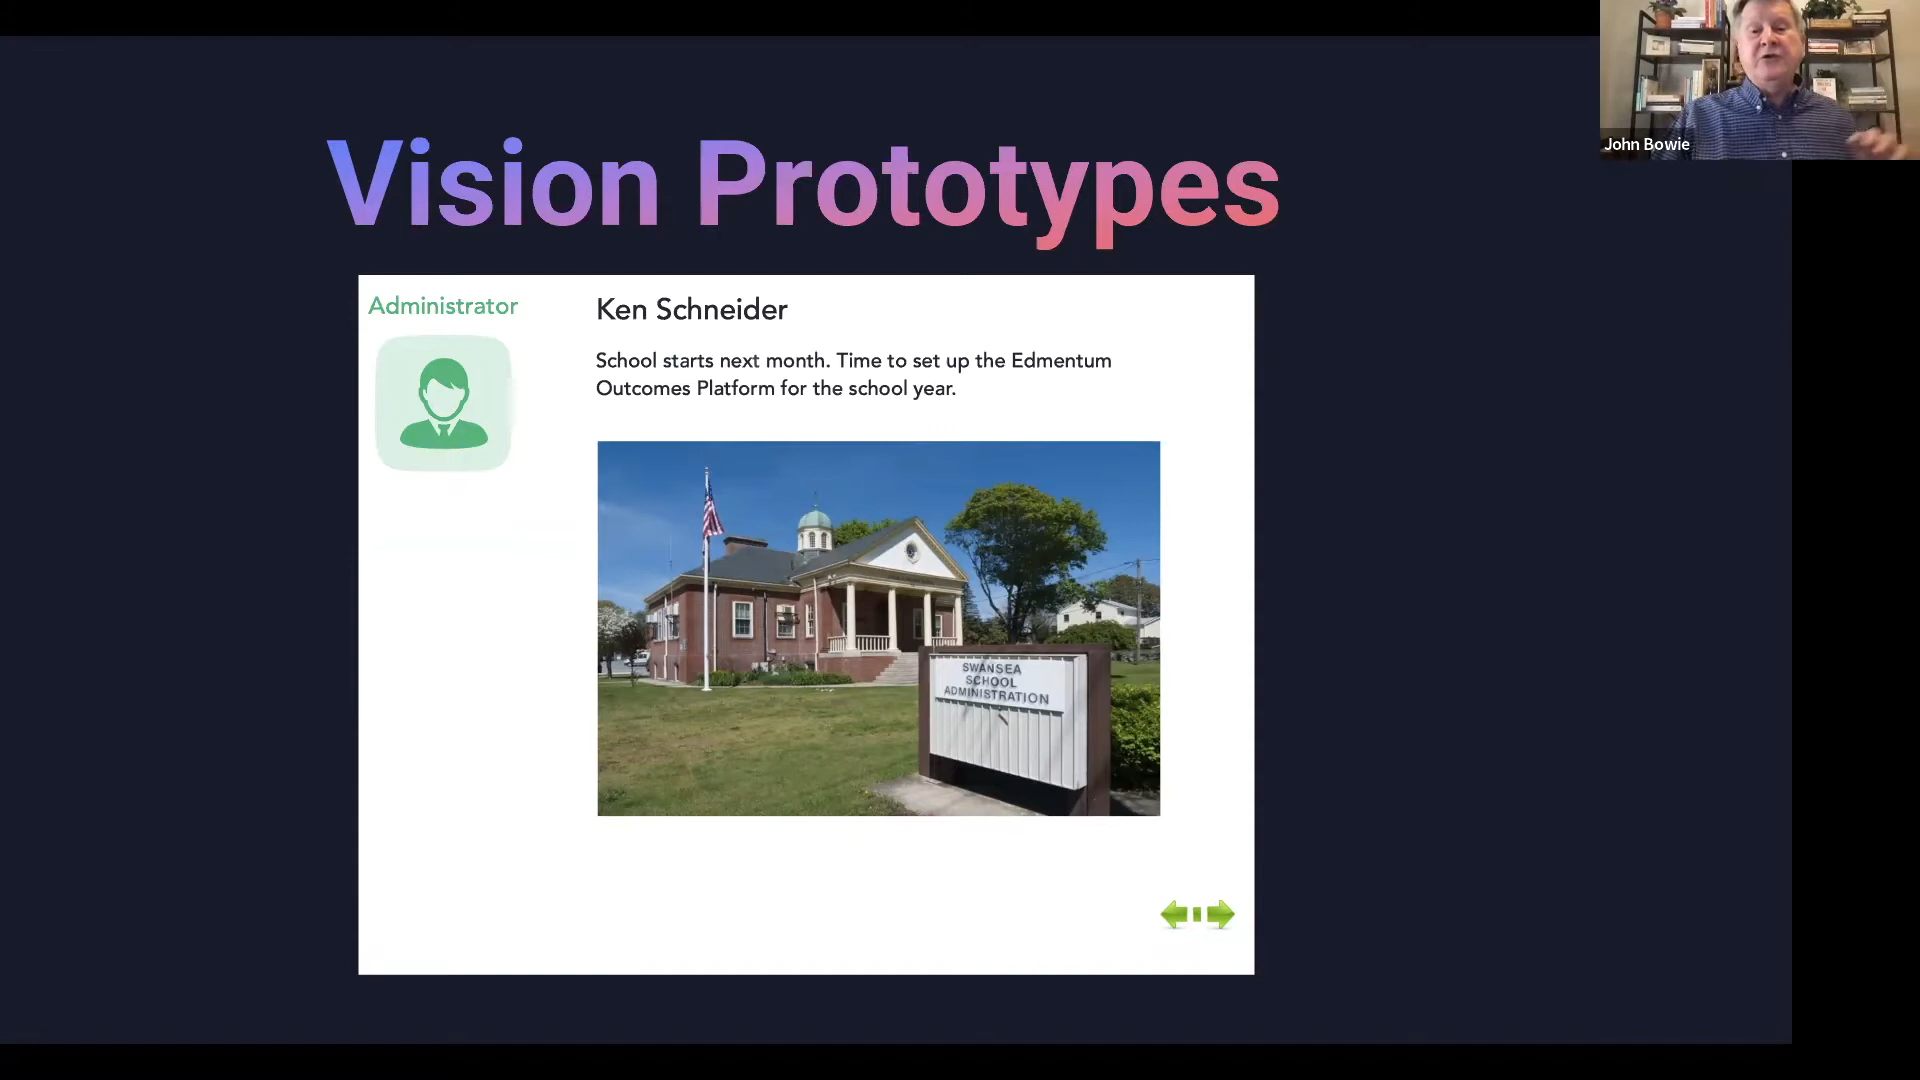 John Bowie
Vision Prototypes
Administrator
Ken Schneider
School starts next month. Time to set up the Edmentum
Outcomes Platform for the school year.
SWANSEA
SCHOOL
ADMINISTRATION